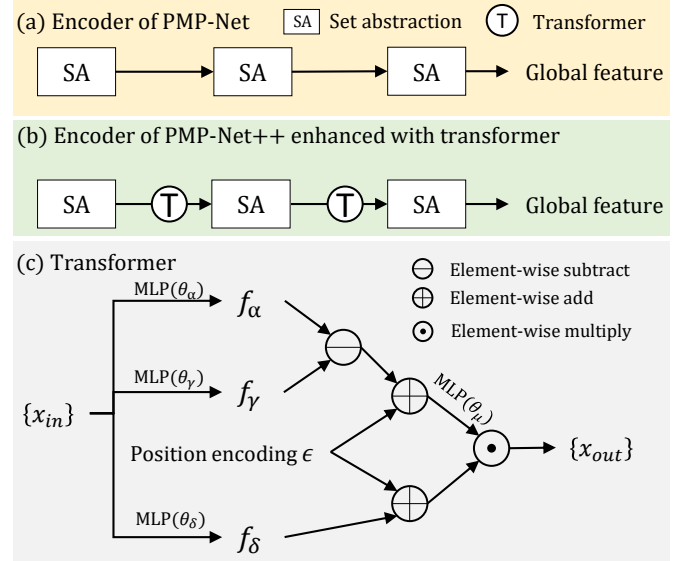 (a) Encoder of PMP-Net
SA Set abstraction
T Transformer
SA SA SA Global feature
(b) Encoder of PMP-Net++ enhanced with transformer
SA T SA T SA Global feature
(c) Transformer
Element-wise subtract
Element-wise add
Element-wise multiply
MLP(θα) fα
MLP(θγ) fγ
{xin}
MLP(θμ)
Position encoding ϵ
{xout}
MLP(θδ) fδ